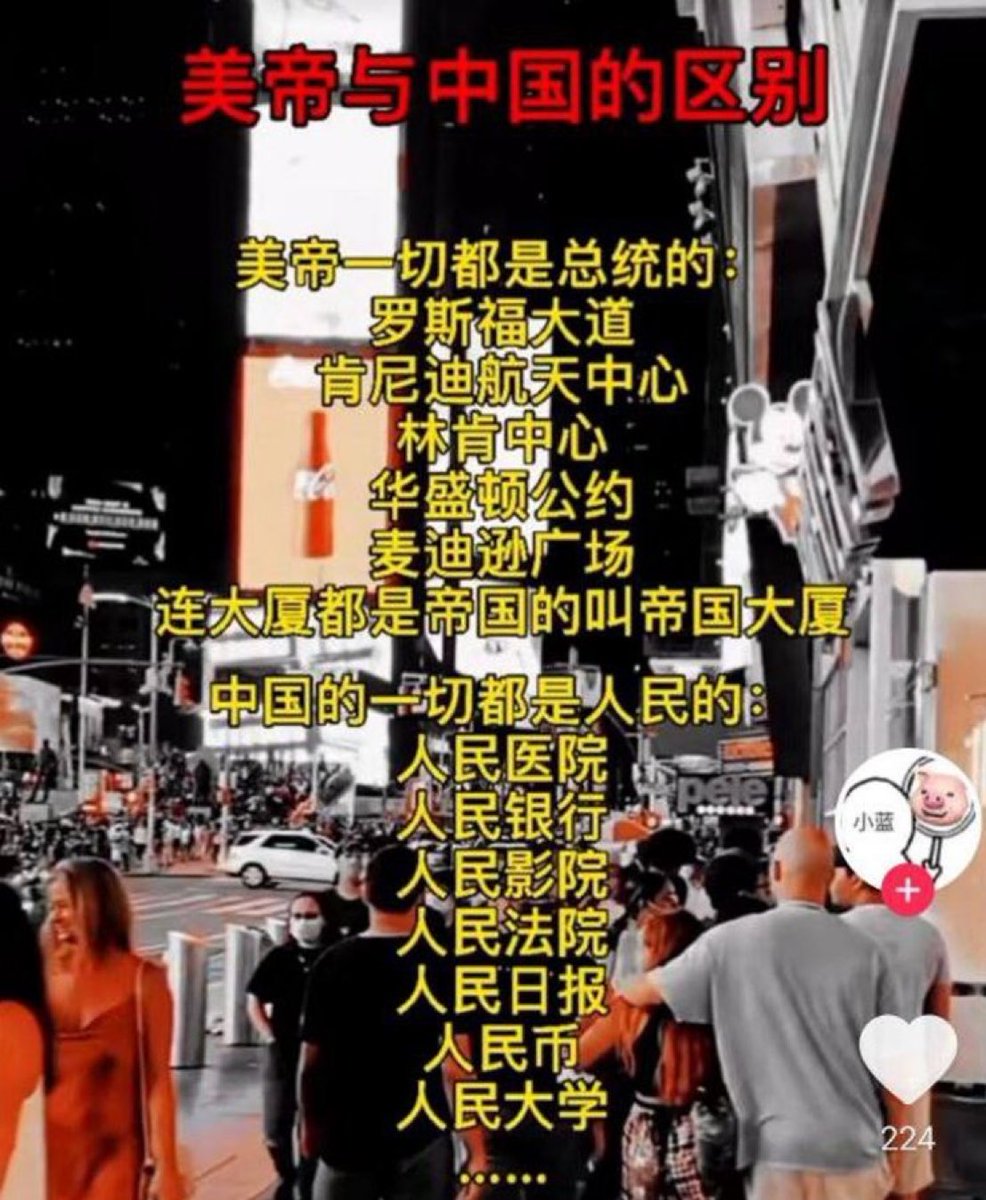 美帝与中国的区别
美帝一切都是总统的:
罗斯福大道
肯尼迪航天中心
林肯中心
华盛顿公约
麦迪逊广场
连大厦都是帝国的叫帝国大厦
中国的一切都是人民的:
人民医院
人民银行
人民影院
人民法院
人民日报
人民币
人民大学
……
小蓝
224